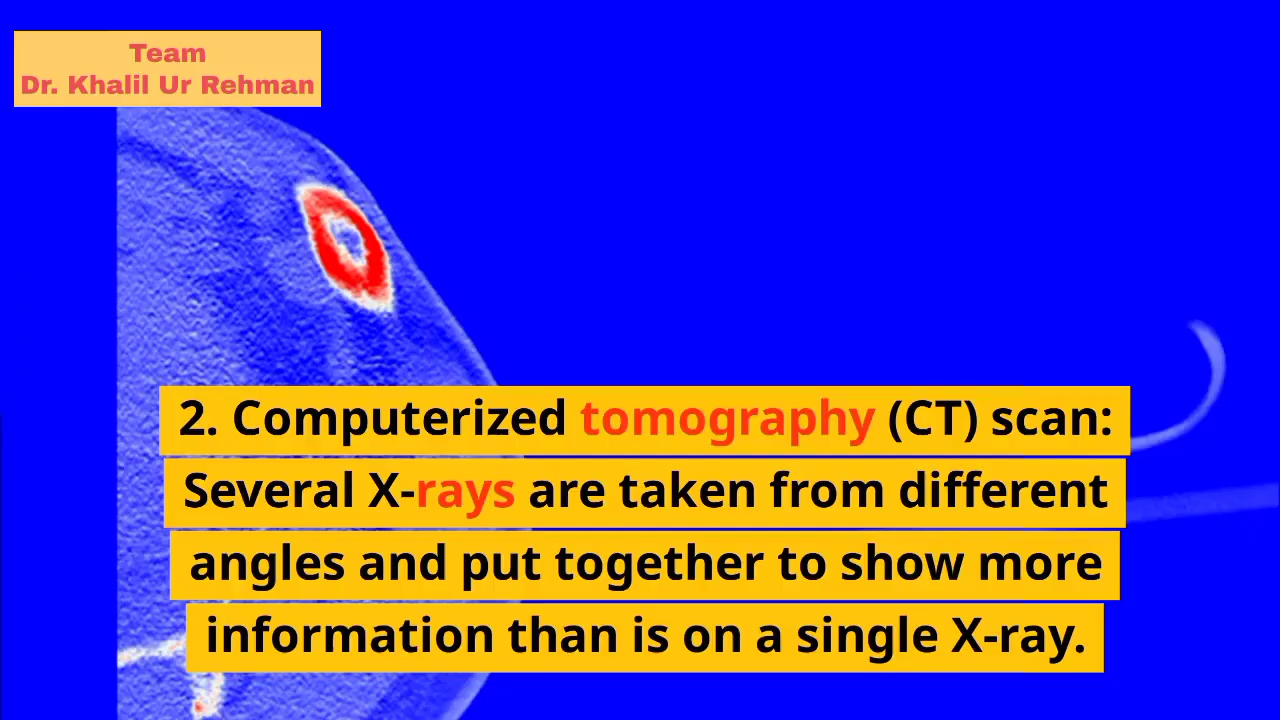 Team
Dr. Khalil Ur Rehman
2. Computerized tomography (CT) scan:
Several X-rays are taken from different
angles and put together to show more
information than is on a single X-ray.